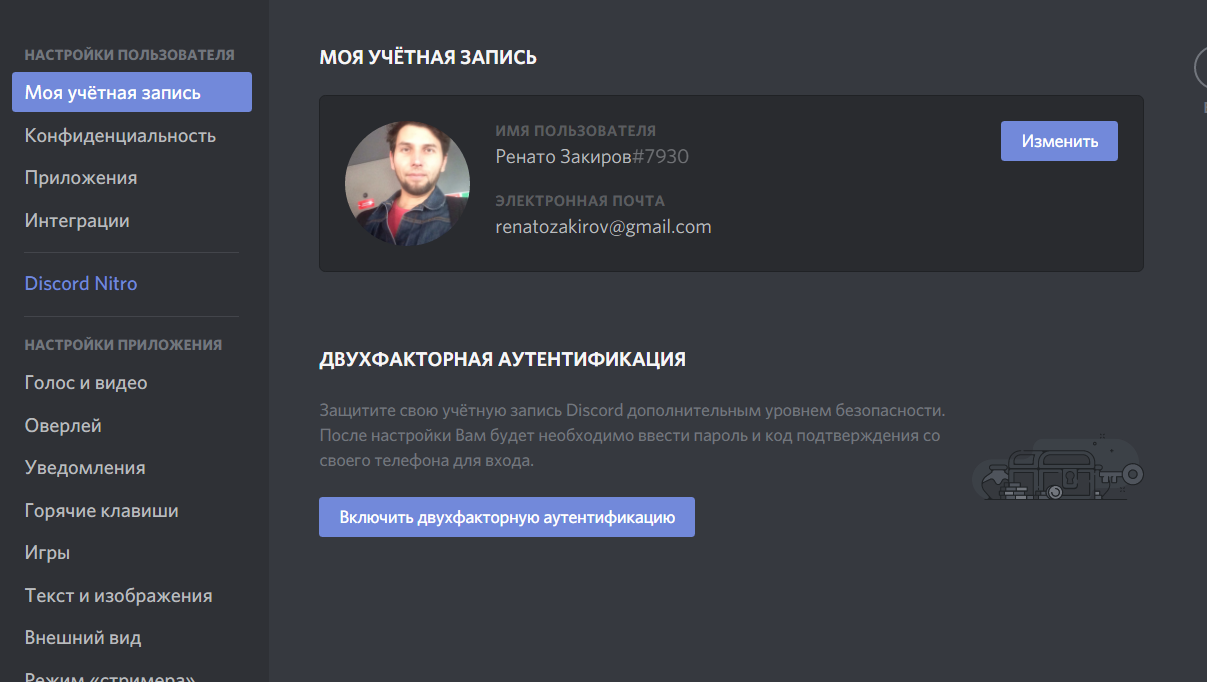 НАСТРОЙКИ ПОЛЬЗОВАТЕЛЯ
Моя учётная запись
Конфиденциальность
Приложения
Интеграции
Discord Nitro
НАСТРОЙКИ ПРИЛОЖЕНИЯ
Голос и видео
Оверлей
Уведомления
Горячие клавиши
Игры
Текст и изображения
Внешний вид
Режим «стримера»
МОЯ УЧЁТНАЯ ЗАПИСЬ
ИМЯ ПОЛЬЗОВАТЕЛЯ
Ренато Закиров#7930
ЭЛЕКТРОННАЯ ПОЧТА
renatozakirov@gmail.com
Изменить
ДВУХФАКТОРНАЯ АУТЕНТИФИКАЦИЯ
Защитите свою учётную запись Discord дополнительным уровнем безопасности.
После настройки Вам будет необходимо ввести пароль и код подтверждения со
своего телефона для входа.
Включить двухфакторную аутентификацию